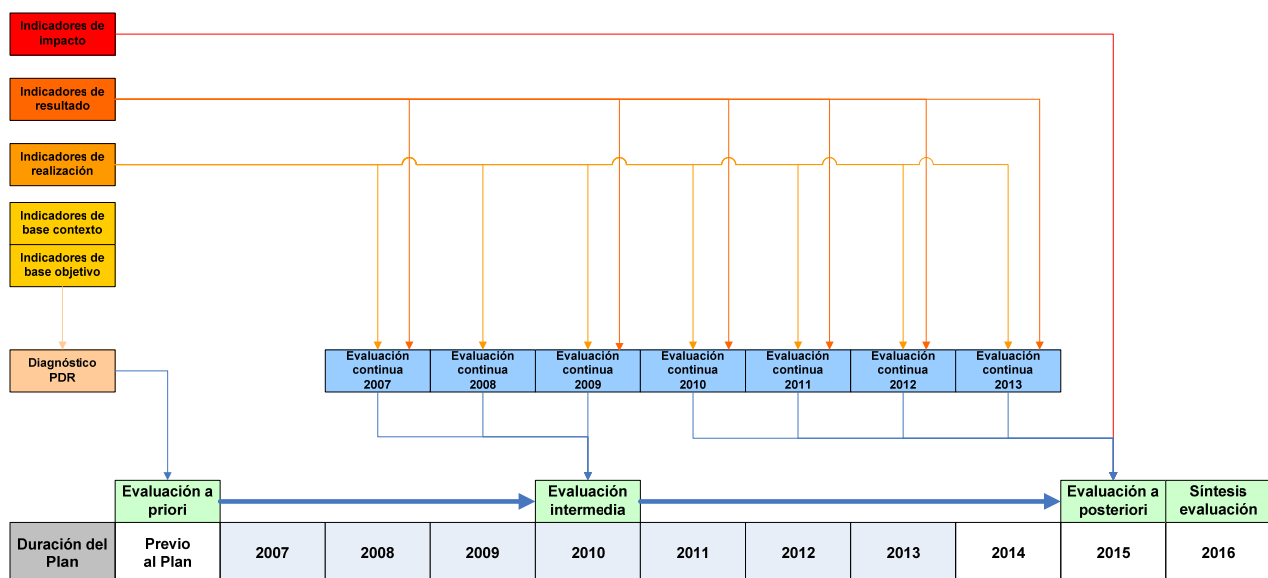 Indicadores de
impacto
Indicadores de
resultado
Indicadores de
realización
Indicadores de
base contexto
Indicadores de
base objetivo
Diagnóstico
PDR
Evaluación
continua
2007
Evaluación
continua
2008
Evaluación
continua
2009
Evaluación
continua
2010
Evaluación
continua
2011
Evaluación
continua
2012
Evaluación
continua
2013
Evaluación a
priori
Evaluación
intermedia
Evaluación a
posteriori
Síntesis
evaluación
Duración del
Plan
Previo
al Plan
2007
2008
2009
2010
2011
2012
2013
2014
2015
2016